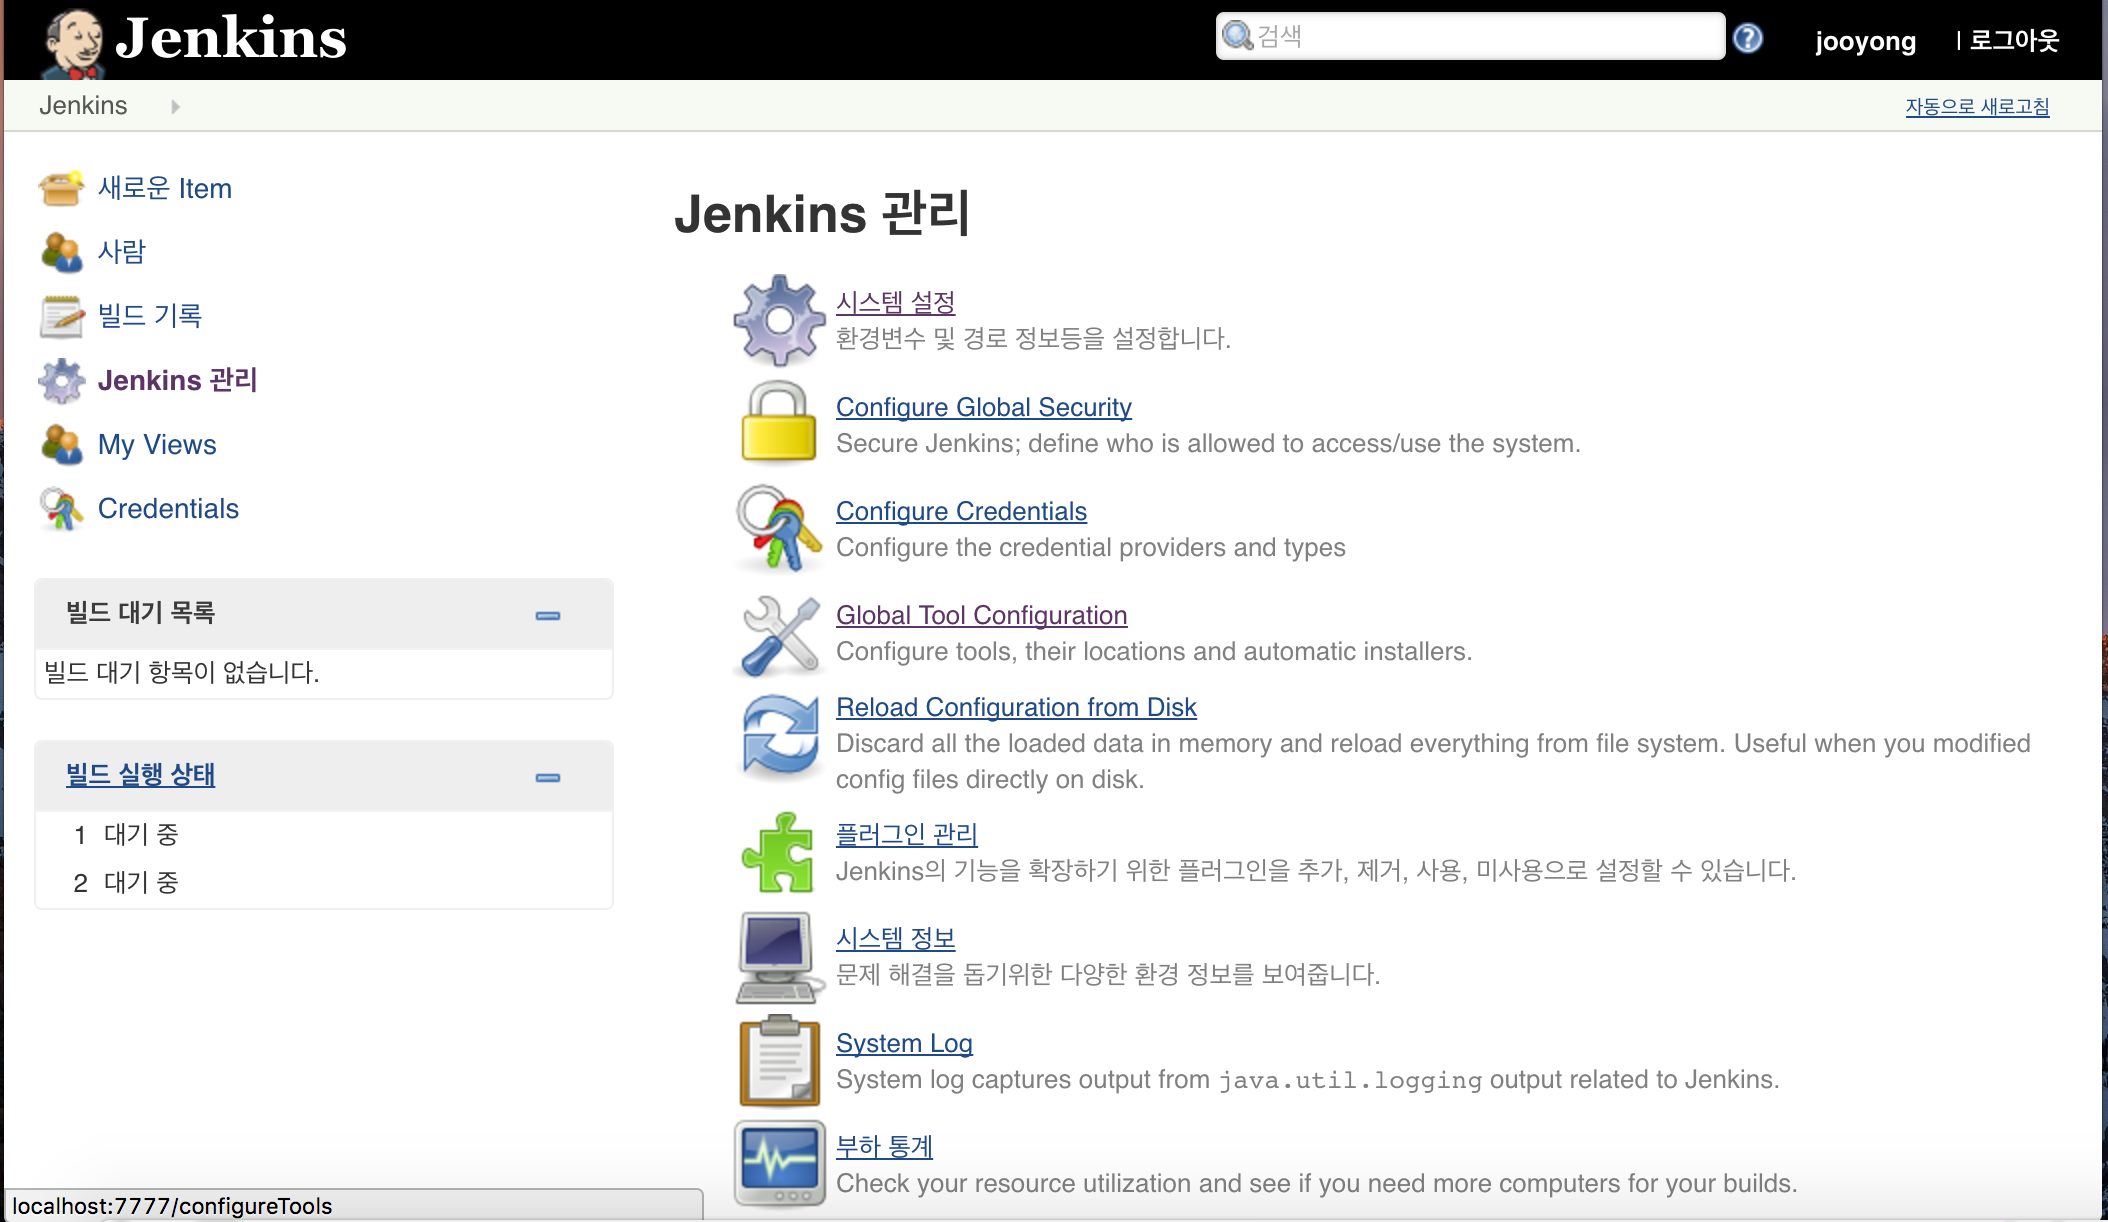 Jenkins
검색
jooyong
| 로그아웃
Jenkins
자동으로 새로고침
새로운 Item
사람
빌드 기록
Jenkins 관리
My Views
Credentials
빌드 대기 목록
빌드 대기 항목이 없습니다.
빌드 실행 상태
1 대기 중
2 대기 중
Jenkins 관리
시스템 설정
환경변수 및 경로 정보등을 설정합니다.
Configure Global Security
Secure Jenkins; define who is allowed to access/use the system.
Configure Credentials
Configure the credential providers and types
Global Tool Configuration
Configure tools, their locations and automatic installers.
Reload Configuration from Disk
Discard all the loaded data in memory and reload everything from file system. Useful when you modified
config files directly on disk.
플러그인 관리
Jenkins의 기능을 확장하기 위한 플러그인을 추가, 제거, 사용, 미사용으로 설정할 수 있습니다.
시스템 정보
문제 해결을 돕기위한 다양한 환경 정보를 보여줍니다.
System Log
System log captures output from java.util.logging output related to Jenkins.
부하 통계
Check your resource utilization and see if you need more computers for your builds.
localhost:7777/configureTools